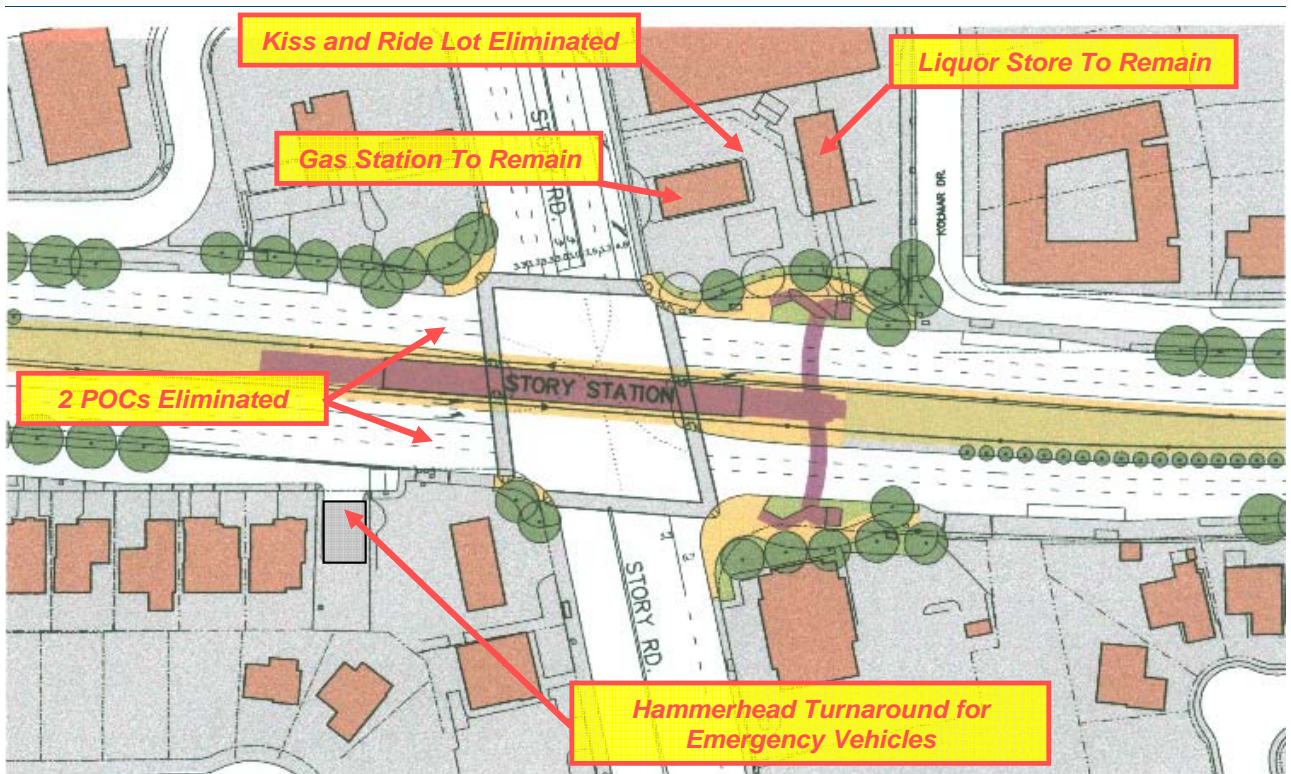 Kiss and Ride Lot Eliminated
Liquor Store To Remain
STORY RD.
Gas Station To Remain
KOLMAR DR.
2 POCs Eliminated
STORY STATION
STORY RD.
Hammerhead Turnaround for
Emergency Vehicles